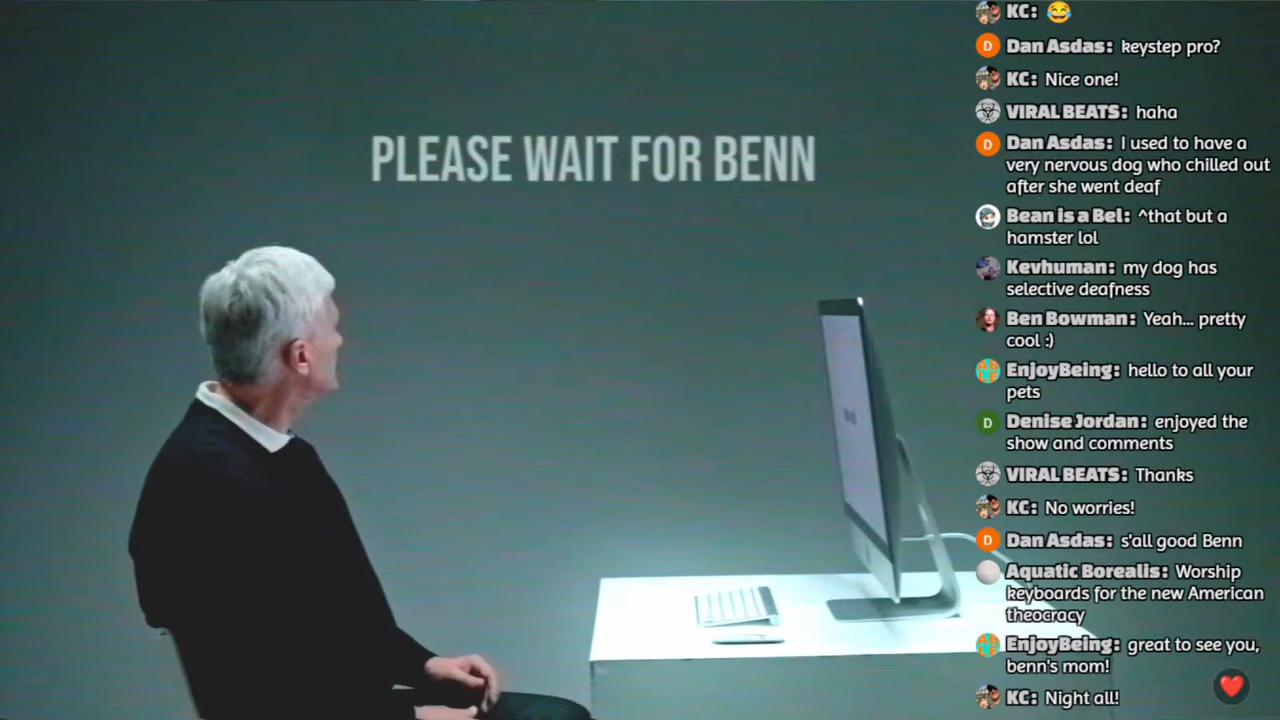 KC: 😂
Dan Asdas: keystep pro?
KC: Nice one!
VIRAL BEATS: haha
PLEASE WAIT FOR BENN
Dan Asdas: I used to have a
very nervous dog who chilled out
after she went deaf
Bean is a Bel: ^that but a
hamster lol
Kevhuman: my dog has
selective deafness
Ben Bowman: Yeah... pretty
cool :)
EnjoyBeing: hello to all your
pets
Denise Jordan: enjoyed the
show and comments
VIRAL BEATS: Thanks
KC: No worries!
Dan Asdas: s'all good Benn
Aquatic Borealis: Worship
keyboards for the new American
theocracy
EnjoyBeing: great to see you,
benn's mom!
KC: Night all!